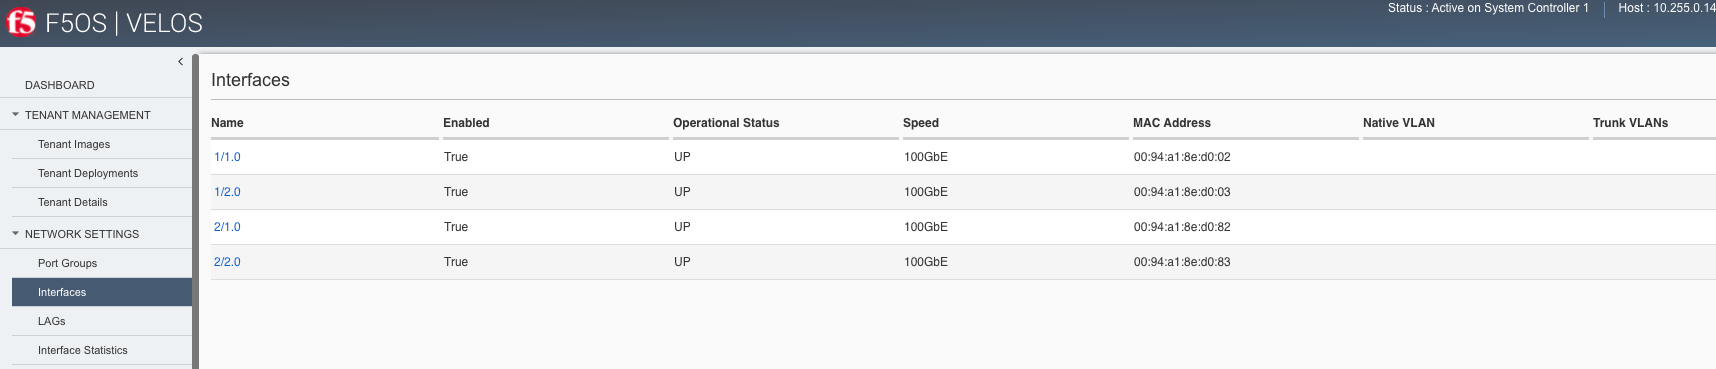 f5 F5OS | VELOS
Status : Active on System Controller 1 Host : 10.255.0.14
DASHBOARD
TENANT MANAGEMENT
Tenant Images
Tenant Deployments
Tenant Details
NETWORK SETTINGS
Port Groups
Interfaces
LAGs
Interface Statistics
Interfaces
Name Enabled Operational Status Speed MAC Address Native VLAN Trunk VLANs
1/1.0 True UP 100GbE 00:94:a1:8e:d0:02
1/2.0 True UP 100GbE 00:94:a1:8e:d0:03
2/1.0 True UP 100GbE 00:94:a1:8e:d0:82
2/2.0 True UP 100GbE 00:94:a1:8e:d0:83